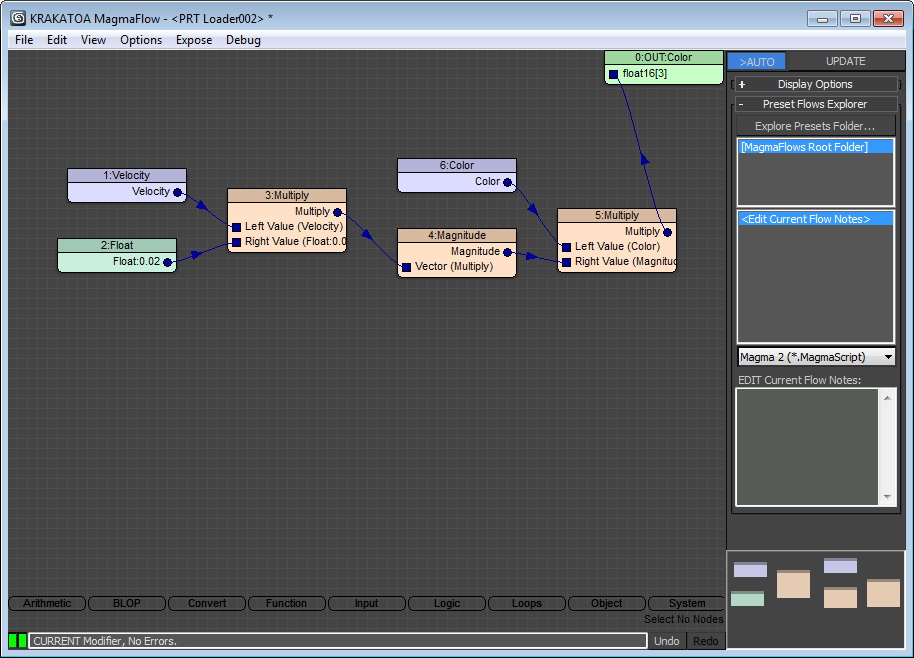 KRAKATOA MagmaFlow - <PRT Loader002> *
File Edit View Options Expose Debug
0:OUT:Color
float16[3]
1:Velocity
Velocity
2:Float
Float:0.02
3:Multiply
Multiply
Left Value (Velocity)
Right Value (Float:0.0
6:Color
Color
4:Magnitude
Magnitude
Vector (Multiply)
5:Multiply
Multiply
Left Value (Color)
Right Value (Magnituc
>AUTO UPDATE
+ Display Options
- Preset Flows Explorer
Explore Presets Folder...
[MagmaFlows Root Folder]
<Edit Current Flow Notes>
Magma 2 (*.MagmaScript)
EDIT Current Flow Notes:
Arithmetic BLOP Convert Function Input Logic Loops Object System
Select No Nodes
CURRENT Modifier, No Errors.
Undo Redo